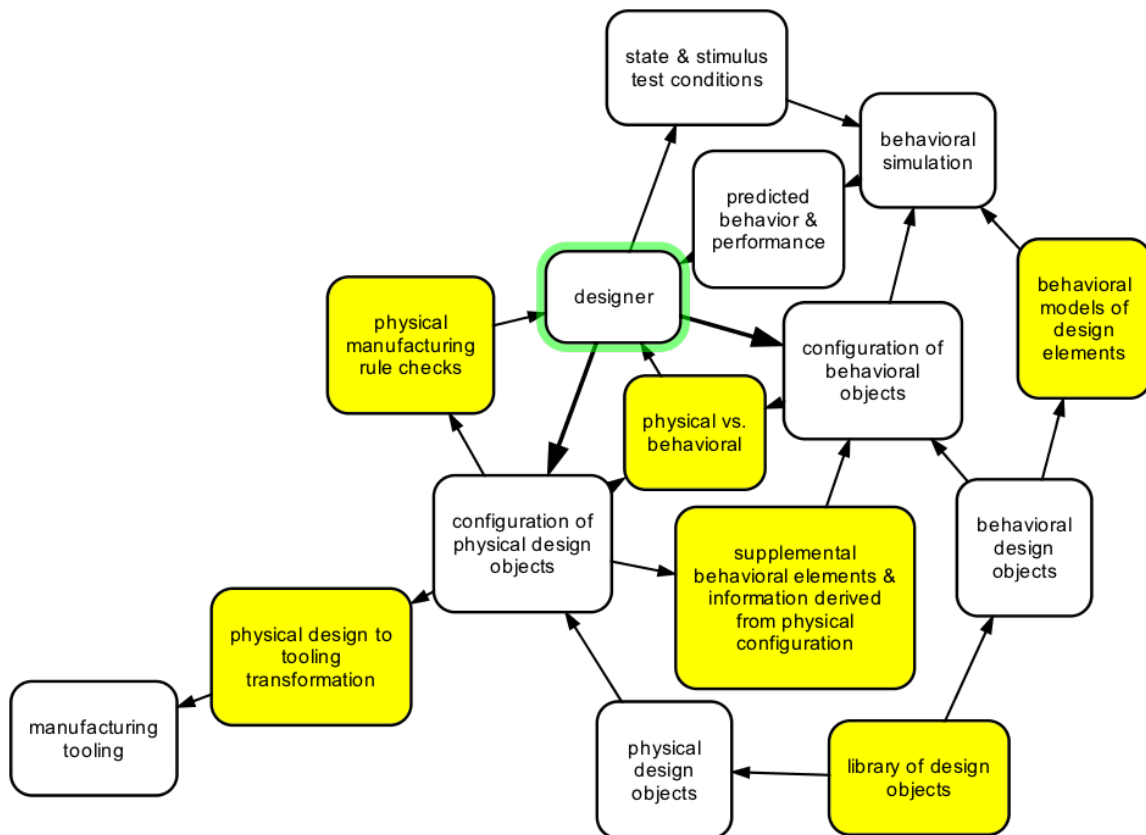 state & stimulus
test conditions
behavioral
simulation
predicted
behavior &
performance
designer
behavioral
models of
design
elements
physical
manufacturing
rule checks
configuration of
behavioral
objects
physical vs.
behavioral
configuration of
physical design
objects
supplemental
behavioral elements &
information derived
from physical
configuration
behavioral
design
objects
physical design to
tooling
transformation
manufacturing
tooling
physical
design
objects
library of design
objects